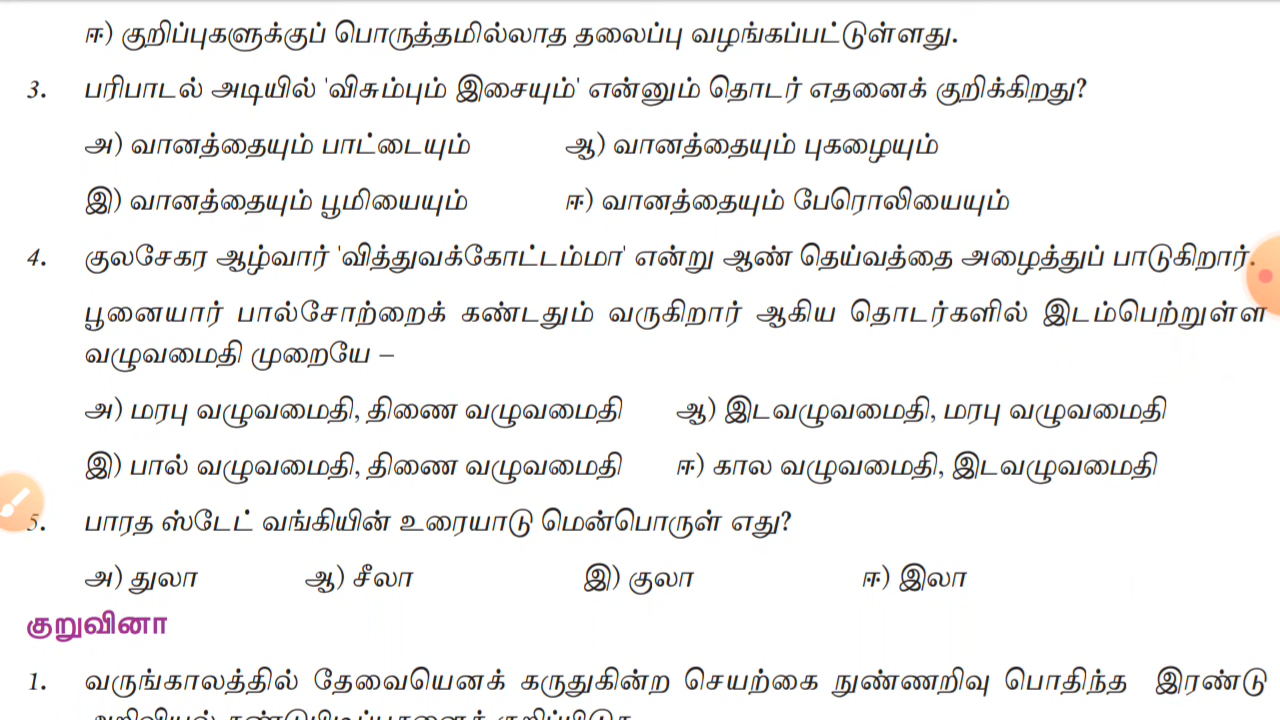 ஈ) குறிப்புகளுக்குப் பொருத்தமில்லாத தலைப்பு வழங்கப்பட்டுள்ளது.
3. பரிபாடல் அடியில் 'விசும்பும் இசையும்' என்னும் தொடர் எதனைக் குறிக்கிறது?
அ) வானத்தையும் பாட்டையும் ஆ) வானத்தையும் புகழையும்
இ) வானத்தையும் பூமியையும் ஈ) வானத்தையும் பேரொலியையும்
4. குலசேகர ஆழ்வார் 'வித்துவக்கோட்டம்மா' என்று ஆண் தெய்வத்தை அழைத்துப் பாடுகிறார்.
பூனையார் பால்சோற்றைக் கண்டதும் வருகிறார் ஆகிய தொடர்களில் இடம்பெற்றுள்ள
வழுவமைதி முறையே –
அ) மரபு வழுவமைதி, திணை வழுவமைதி ஆ) இடவழுவமைதி, மரபு வழுவமைதி
இ) பால் வழுவமைதி, திணை வழுவமைதி ஈ) கால வழுவமைதி, இடவழுவமைதி
5. பாரத ஸ்டேட் வங்கியின் உரையாடு மென்பொருள் எது?
அ) துலா ஆ) சீலா இ) குலா ஈ) இலா
குறுவினா
1. வருங்காலத்தில் தேவையெனக் கருதுகின்ற செயற்கை நுண்ணறிவு பொதிந்த இரண்டு